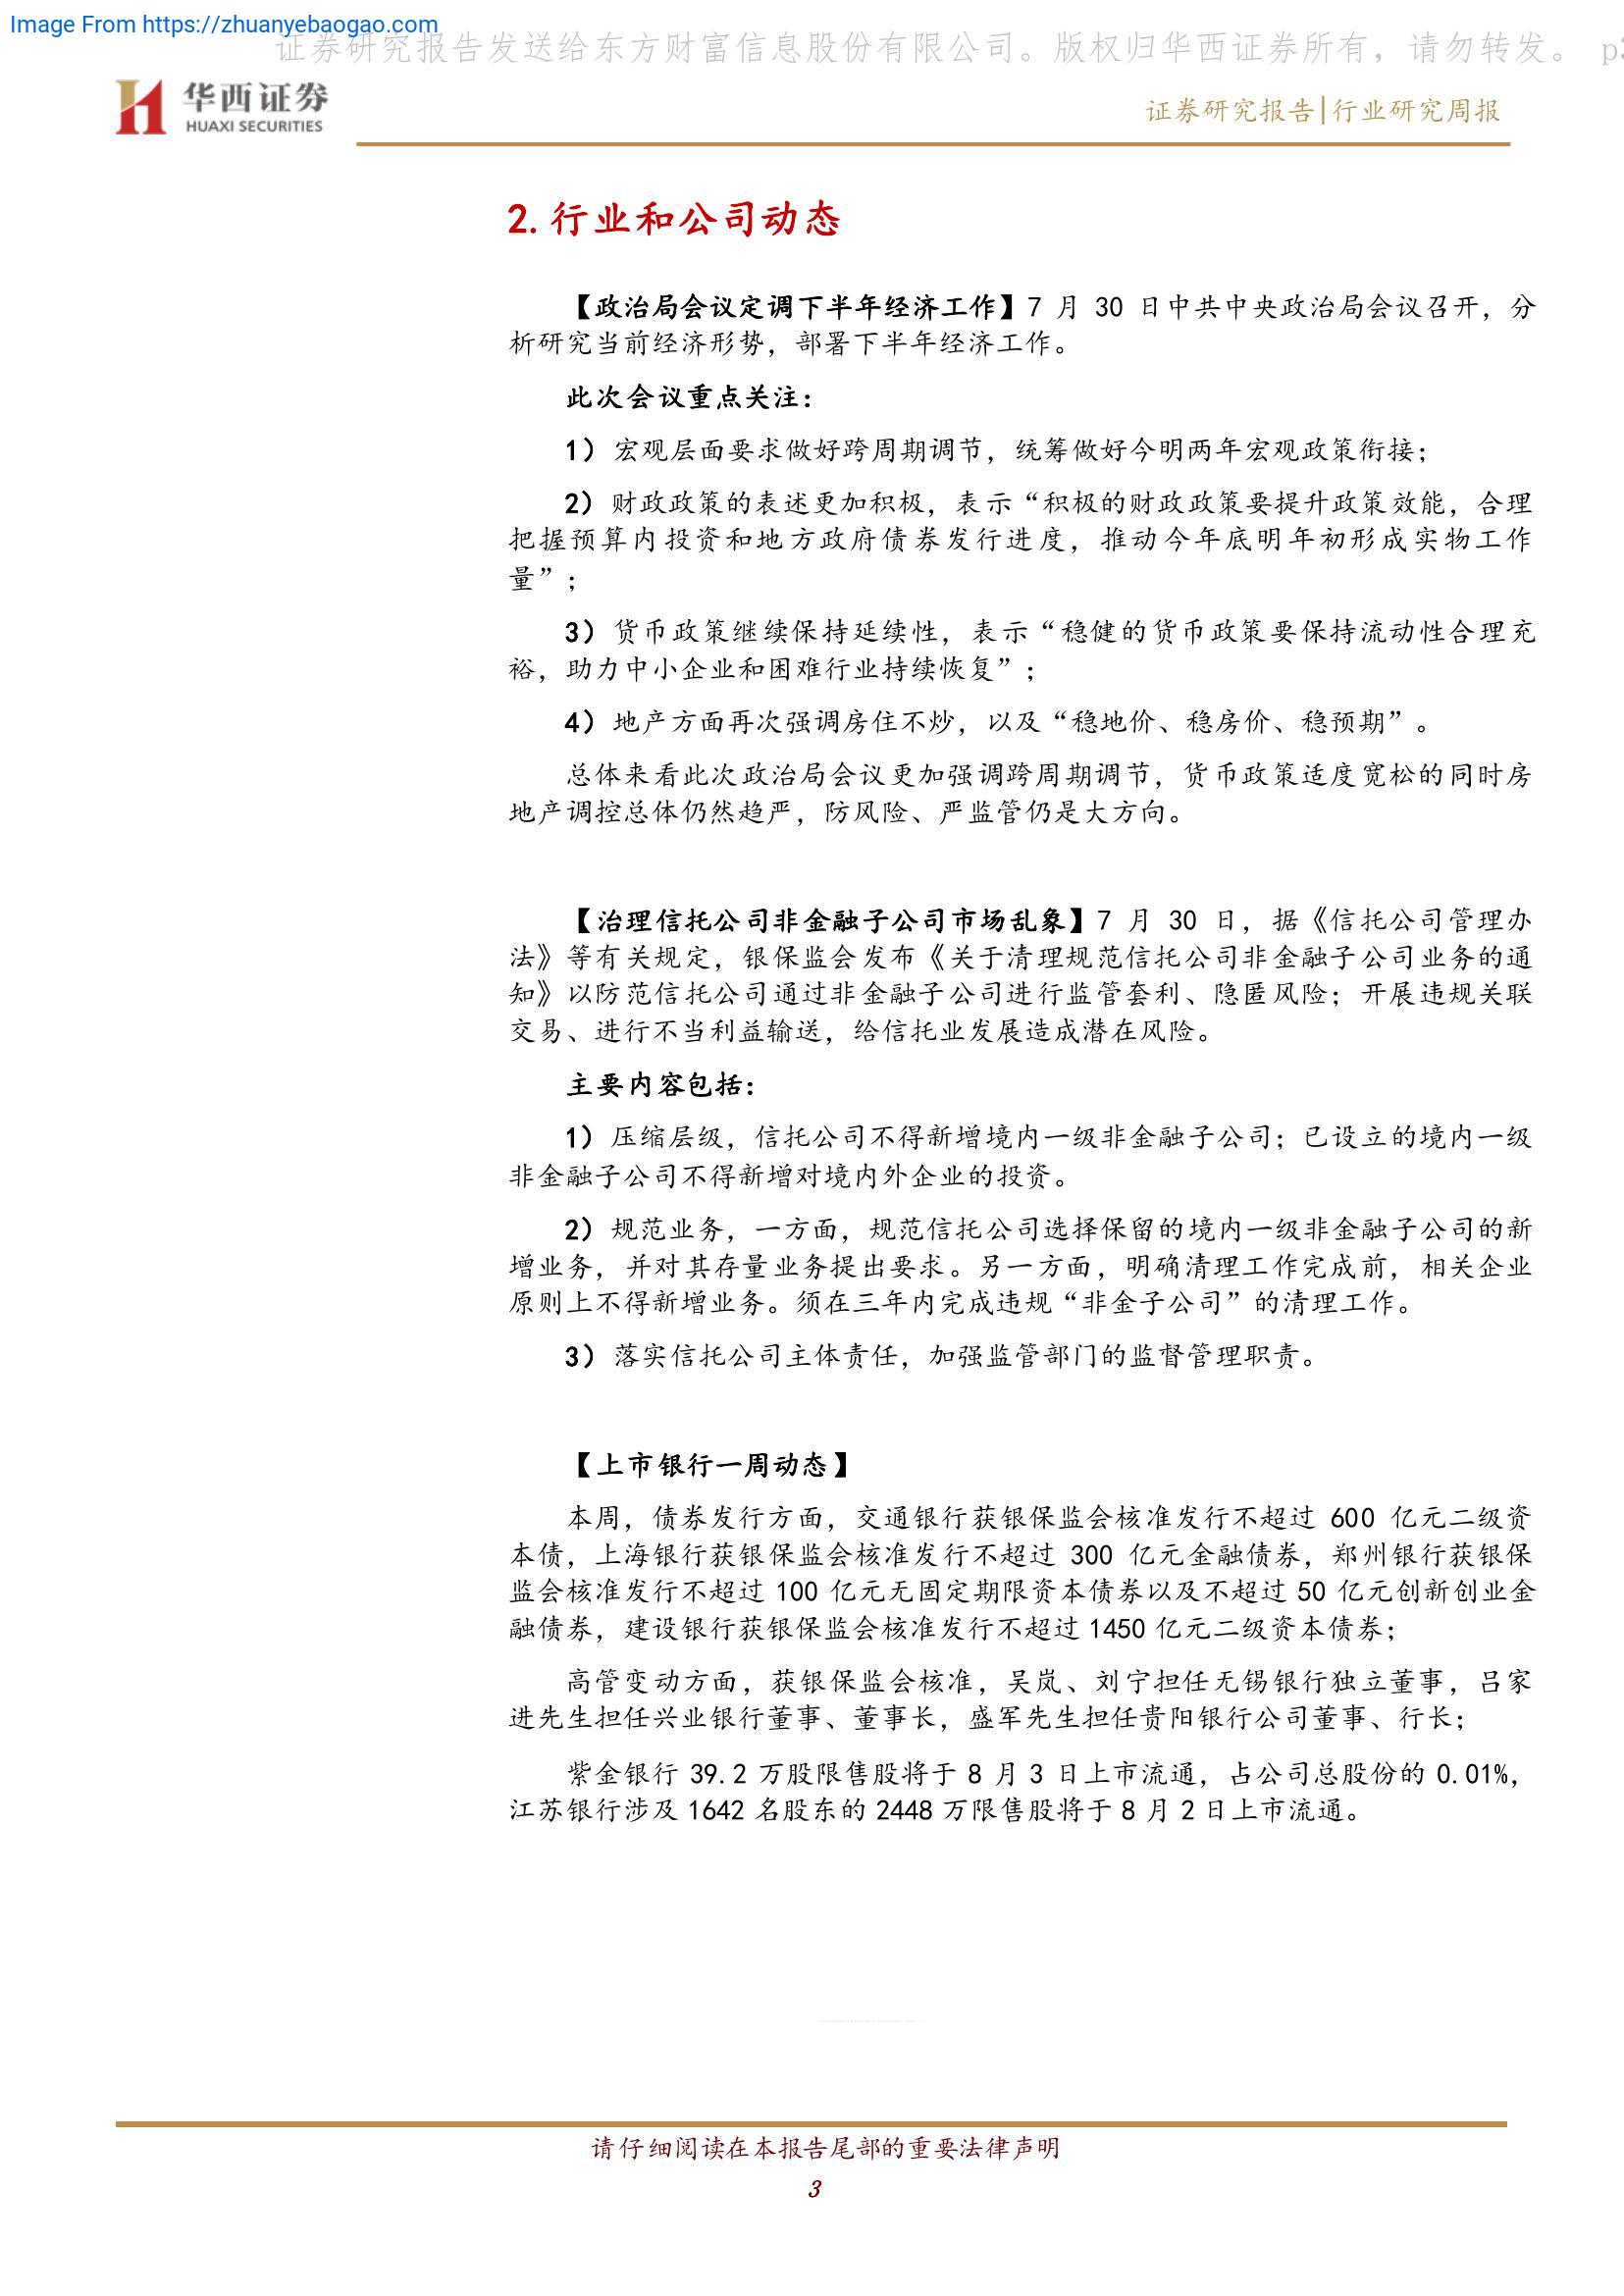 Image From https://zhuanyebaogao.com
证券研究报告发送给东方财富信息股份有限公司。版权归华西证券所有，请勿转发。 p3
华西证券
HUAXI SECURITIES
证券研究报告|行业研究周报
2.行业和公司动态
【政治局会议定调下半年经济工作】7 月 30 日中共中央政治局会议召开，分
析研究当前经济形势，部署下半年经济工作。
此次会议重点关注：
1）宏观层面要求做好跨周期调节，统筹做好今明两年宏观政策衔接；
2）财政政策的表述更加积极，表示“积极的财政政策要提升政策效能，合理
把握预算内投资和地方政府债券发行进度，推动今年底明年初形成实物工作
量”；
3）货币政策继续保持延续性，表示“稳健的货币政策要保持流动性合理充
裕，助力中小企业和困难行业持续恢复”；
4）地产方面再次强调房住不炒，以及“稳地价、稳房价、稳预期”。
总体来看此次政治局会议更加强调跨周期调节，货币政策适度宽松的同时房
地产调控总体仍然趋严，防风险、严监管仍是大方向。
【治理信托公司非金融子公司市场乱象】7 月 30 日，据《信托公司管理办
法》等有关规定，银保监会发布《关于清理规范信托公司非金融子公司业务的通
知》以防范信托公司通过非金融子公司进行监管套利、隐匿风险；开展违规关联
交易、进行不当利益输送，给信托业发展造成潜在风险。
主要内容包括：
1）压缩层级，信托公司不得新增境内一级非金融子公司；已设立的境内一级
非金融子公司不得新增对境内外企业的投资。
2）规范业务，一方面，规范信托公司选择保留的境内一级非金融子公司的新
增业务，并对其存量业务提出要求。另一方面，明确清理工作完成前，相关企业
原则上不得新增业务。须在三年内完成违规“非金子公司”的清理工作。
3）落实信托公司主体责任，加强监管部门的监督管理职责。
【上市银行一周动态】
本周，债券发行方面，交通银行获银保监会核准发行不超过 600 亿元二级资
本债，上海银行获银保监会核准发行不超过 300 亿元金融债券，郑州银行获银保
监会核准发行不超过 100 亿元无固定期限资本债券以及不超过 50 亿元创新创业金
融债券，建设银行获银保监会核准发行不超过 1450 亿元二级资本债券；
高管变动方面，获银保监会核准，吴岚、刘宁担任无锡银行独立董事，吕家
进先生担任兴业银行董事、董事长，盛军先生担任贵阳银行公司董事、行长；
紫金银行 39.2 万股限售股将于 8 月 3 日上市流通，占公司总股份的 0.01%，
江苏银行涉及 1642 名股东的 2448 万限售股将于 8 月 2 日上市流通。
请仔细阅读在本报告尾部的重要法律声明
3